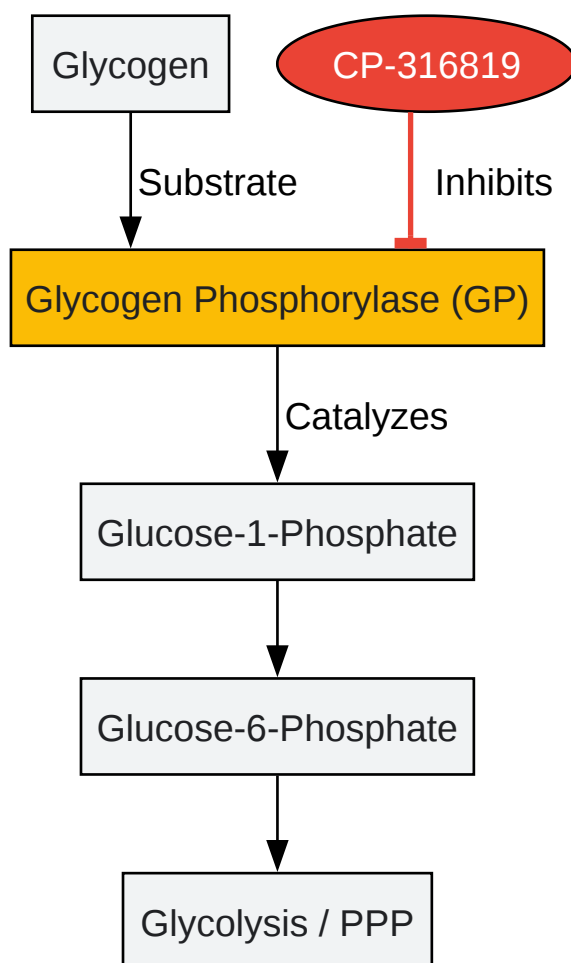 Glycogen
CP-316819
Substrate
Inhibits
Glycogen Phosphorylase (GP)
Catalyzes
Glucose-1-Phosphate
Glucose-6-Phosphate
Glycolysis / PPP